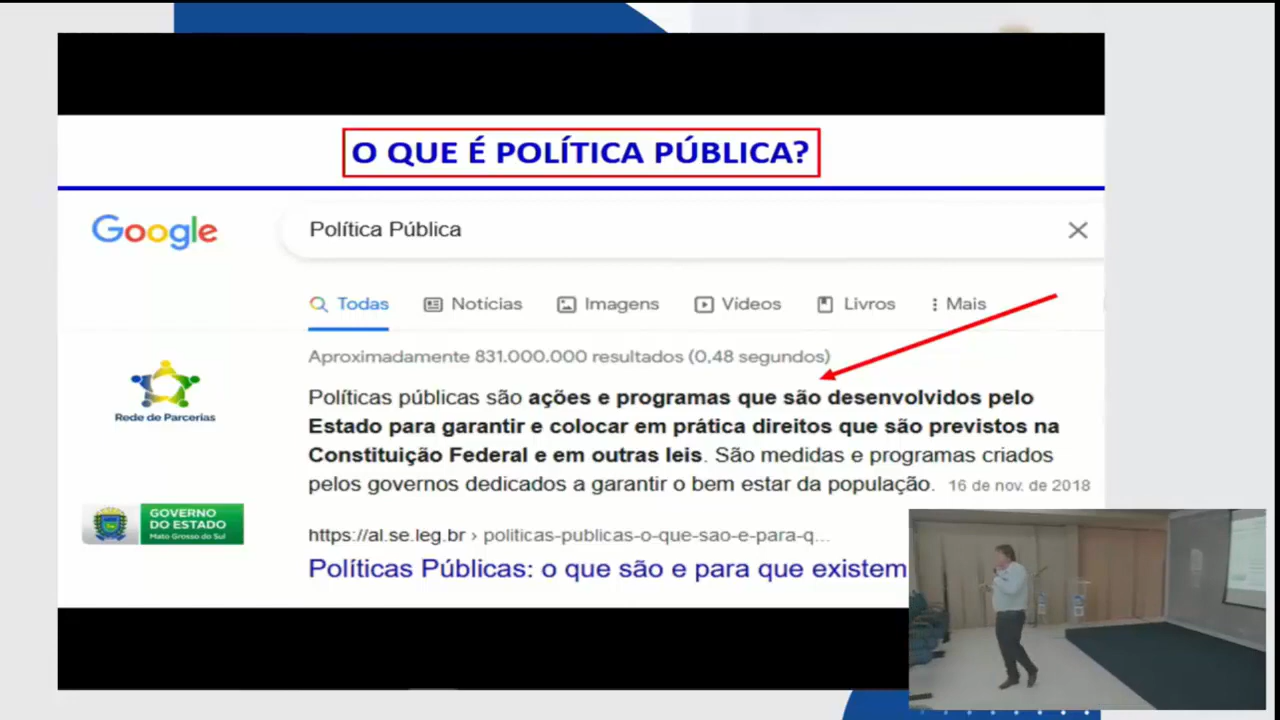 O QUE É POLÍTICA PÚBLICA?
Google
Política Pública
Todas Notícias Imagens Vídeos Livros Mais
Aproximadamente 831.000.000 resultados (0,48 segundos)
Políticas públicas são ações e programas que são desenvolvidos pelo
Estado para garantir e colocar em prática direitos que são previstos na
Constituição Federal e em outras leis. São medidas e programas criados
pelos governos dedicados a garantir o bem estar da população. 16 de nov. de 2018
Rede de Parcerias
GOVERNO
DO ESTADO
Mato Grosso do Sul
https://al.se.leg.br › politicas-publicas-o-que-sao-e-para-q...
Políticas Públicas: o que são e para que existem